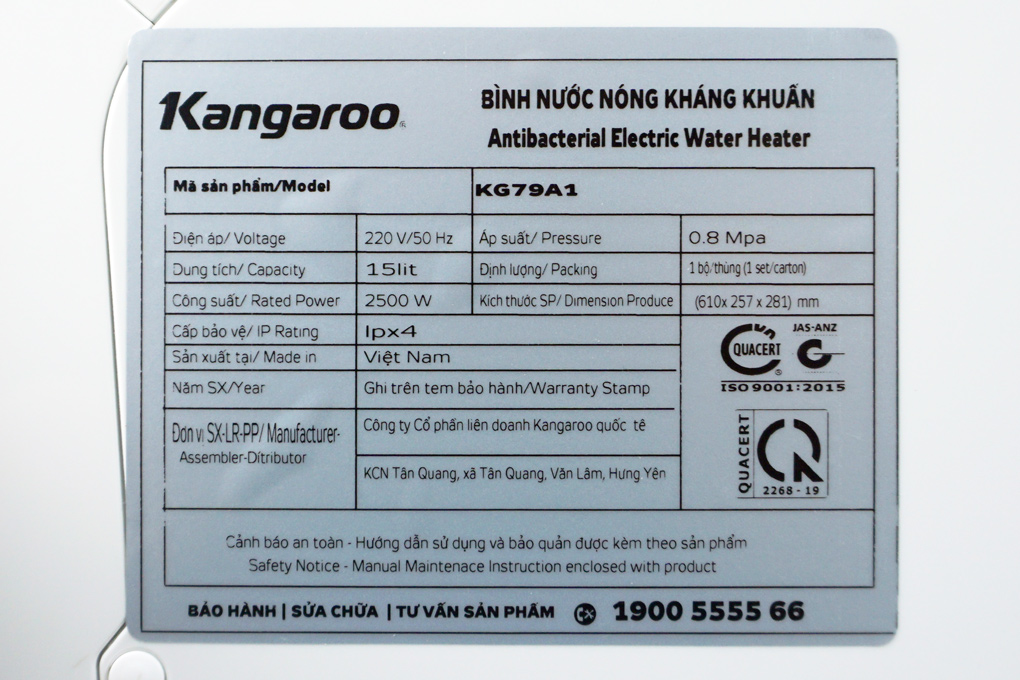 Kangaroo
BÌNH NƯỚC NÓNG KHÁNG KHUẨN
Antibacterial Electric Water Heater
Mã sản phẩm/Model KG79A1
Điện áp/ Voltage 220 V/50 Hz Áp suất/ Pressure 0.8 Mpa
Dung tích/ Capacity 15lit Định lượng/ Packing 1 bộ/thùng (1 set/carton)
Công suất/ Rated Power 2500 W Kích thước SP/ Dimension Produce (610x 257 x 281) mm
Cấp bảo vệ/ IP Rating Ipx4
Sản xuất tại/ Made in Việt Nam
Năm SX/Year Ghi trên tem bảo hành/Warranty Stamp
Đơn vị SX-LR-PP/ Manufacturer-
Assembler-Dítributor
Công ty Cổ phần liên doanh Kangaroo quốc tế
KCN Tân Quang, xã Tân Quang, Văn Lâm, Hưng Yên
QUACERT
JAS-ANZ
ISO 9001:2015
QUACERT
2268 - 19
Cảnh báo an toàn - Hướng dẫn sử dụng và bảo quản được kèm theo sản phẩm
Safety Notice - Manual Maintenace Instruction enclosed with product
BẢO HÀNH | SỬA CHỮA | TƯ VẤN SẢN PHẨM 1900 5555 66